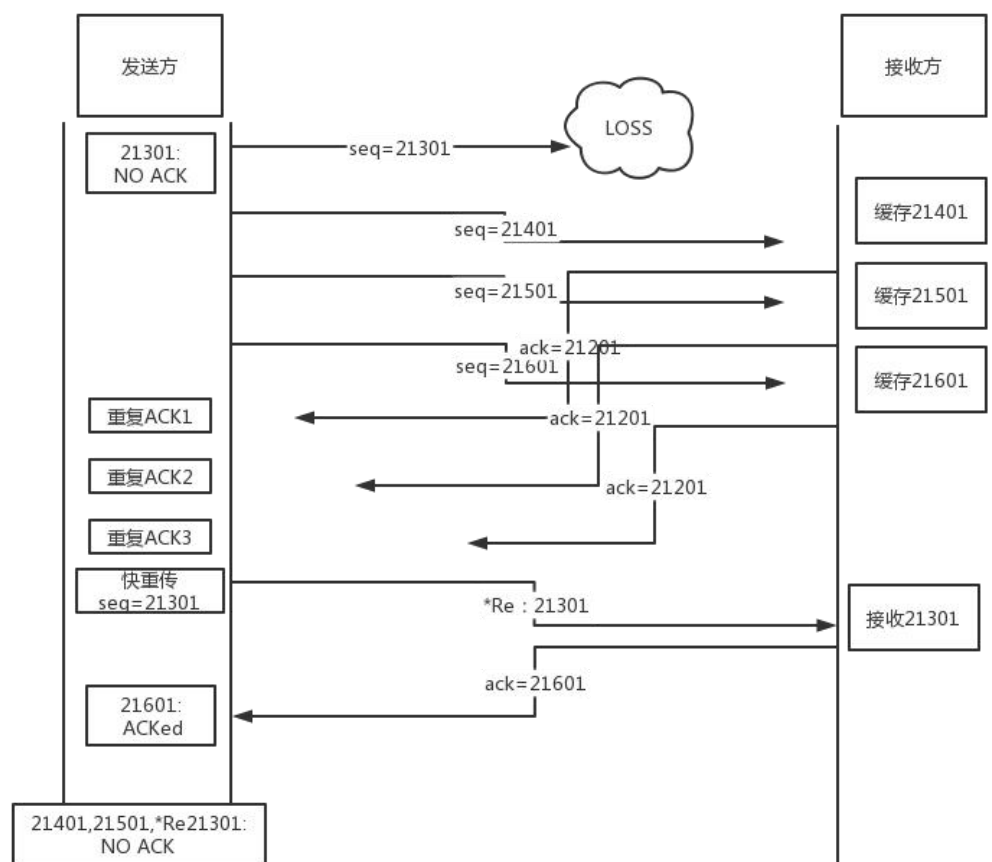 发送方
接收方
LOSS
21301:
NO ACK
seq=21301
缓存21401
seq=21401
seq=21501
缓存21501
ack=21201
seq=21601
缓存21601
重复ACK1
ack=21201
重复ACK2
ack=21201
重复ACK3
快重传
seq=21301
*Re：21301
接收21301
ack=21601
21601:
ACKed
21401,21501,*Re21301:
NO ACK